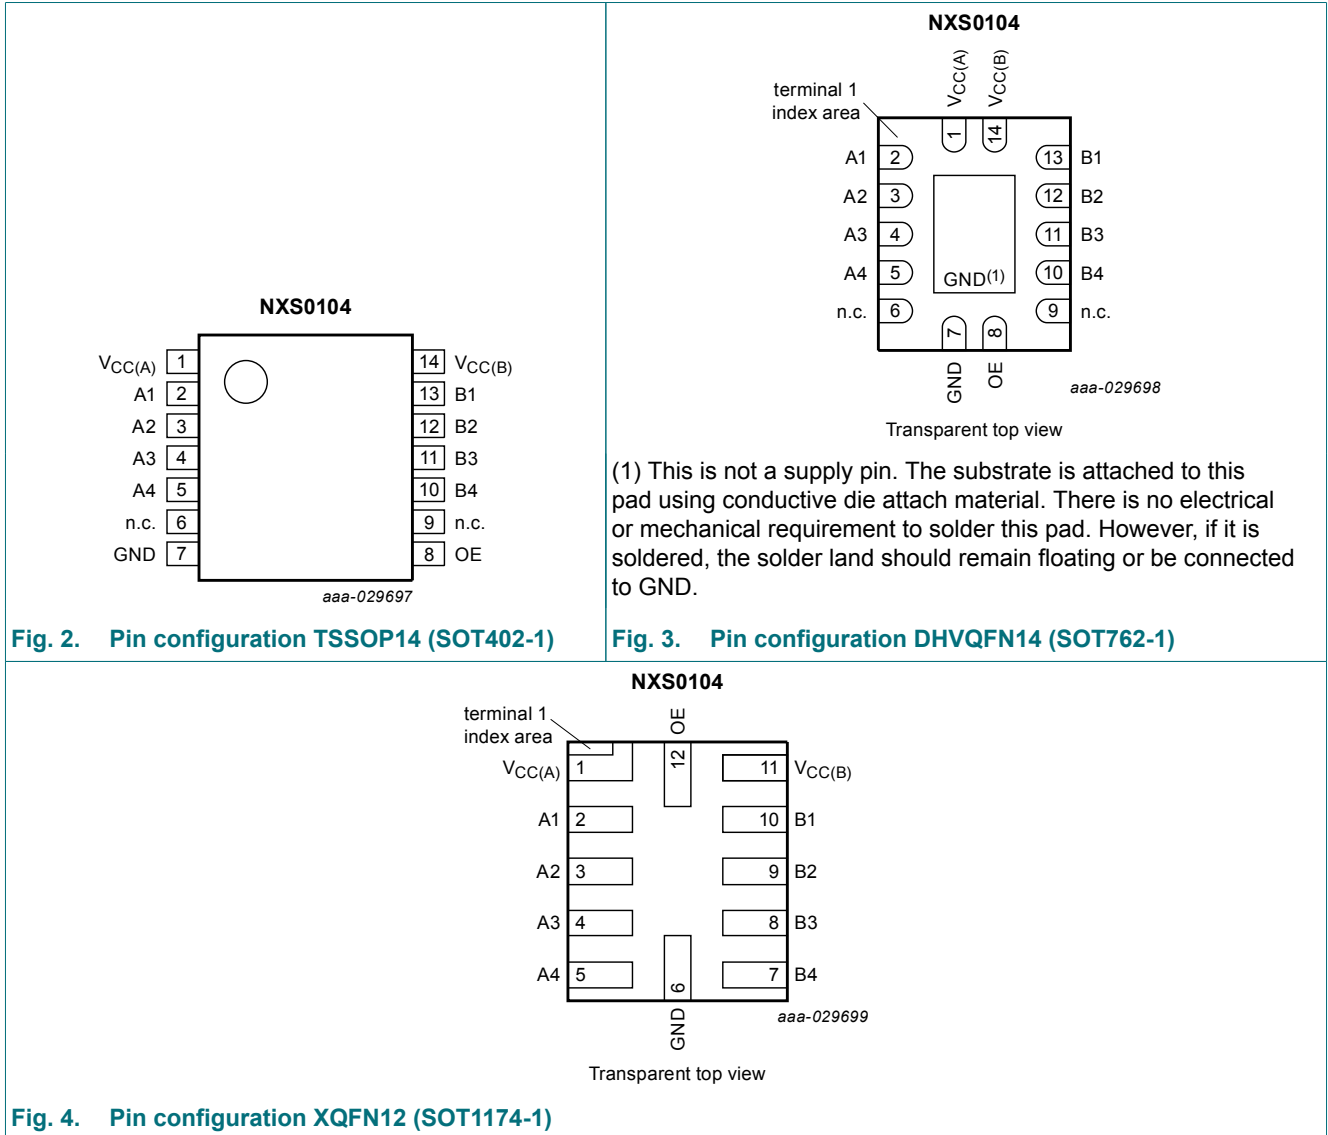 NXS0104
VCC(A) 1
A1 2
A2 3
A3 4
A4 5
n.c. 6
GND 7
14 VCC(B)
13 B1
12 B2
11 B3
10 B4
9 n.c.
8 OE
aaa-029697
Fig. 2. Pin configuration TSSOP14 (SOT402-1)
NXS0104
terminal 1
index area
VCC(A)
VCC(B)
1
14
A1 2
A2 3
A3 4
A4 5
n.c. 6
13 B1
12 B2
11 B3
10 B4
9 n.c.
GND(1)
7
8
GND
OE
aaa-029698
Transparent top view
(1) This is not a supply pin. The substrate is attached to this
pad using conductive die attach material. There is no electrical
or mechanical requirement to solder this pad. However, if it is
soldered, the solder land should remain floating or be connected
to GND.
Fig. 3. Pin configuration DHVQFN14 (SOT762-1)
NXS0104
terminal 1
index area
OE
12
VCC(A) 1
A1 2
A2 3
A3 4
A4 5
11 VCC(B)
10 B1
9 B2
8 B3
7 B4
6
GND
aaa-029699
Transparent top view
Fig. 4. Pin configuration XQFN12 (SOT1174-1)